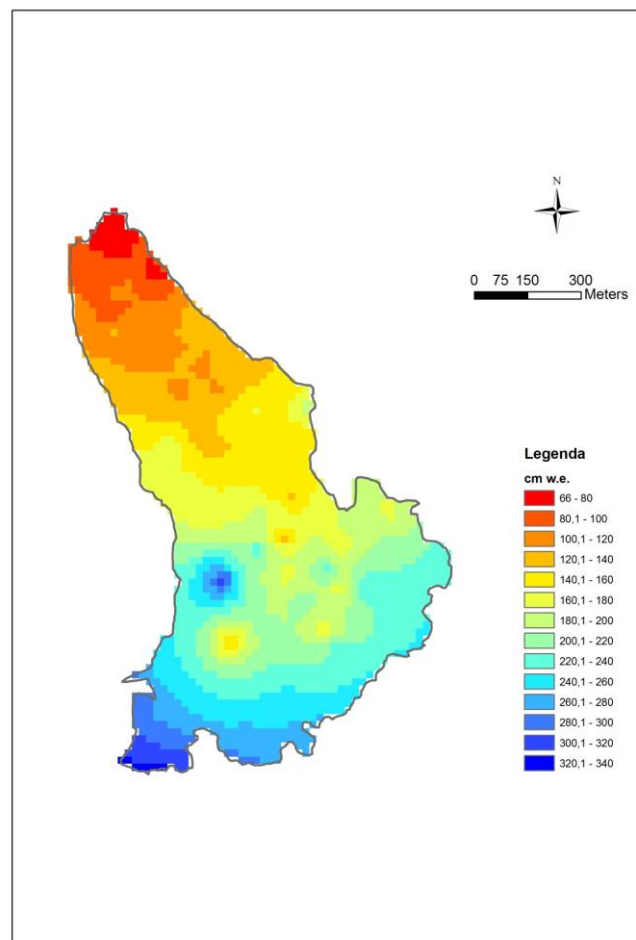 N
0 75 150 300
Meters
Legenda
cm w.e.
66 - 80
80,1 - 100
100,1 - 120
120,1 - 140
140,1 - 160
160,1 - 180
180,1 - 200
200,1 - 220
220,1 - 240
240,1 - 260
260,1 - 280
280,1 - 300
300,1 - 320
320,1 - 340